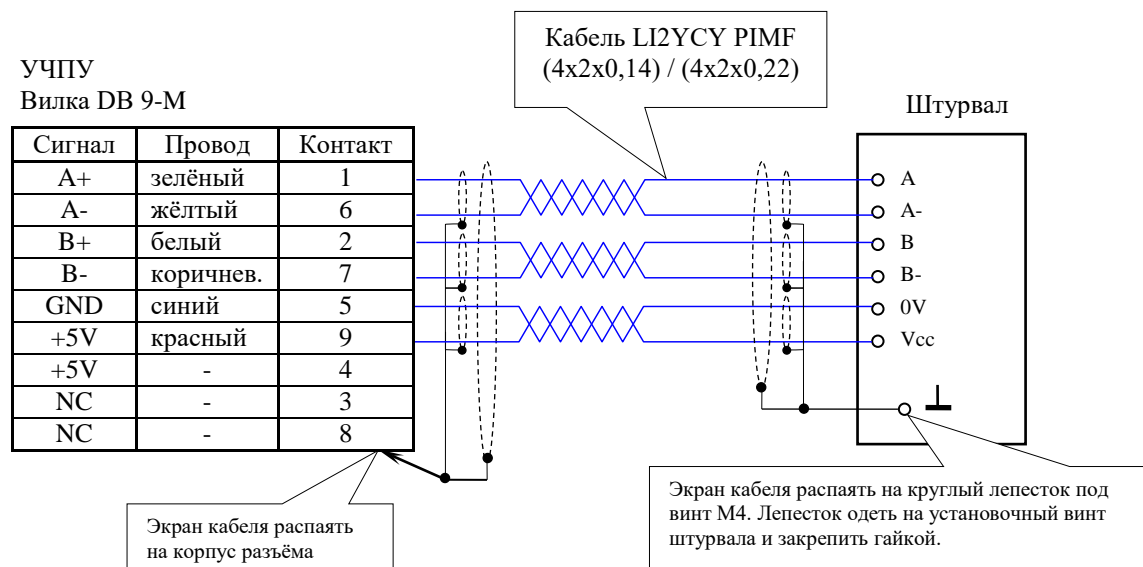 Кабель LI2YCY PIMF
(4x2x0,14) / (4x2x0,22)
УЧПУ
Вилка DB 9-M
Штурвал
Сигнал Провод Контакт
A+ зелёный 1
A- жёлтый 6
B+ белый 2
B- коричнев. 7
GND синий 5
+5V красный 9
+5V - 4
NC - 3
NC - 8
A
A-
B
B-
0V
Vcc
Экран кабеля распаять
на корпус разъёма
Экран кабеля распаять на круглый лепесток под
винт М4. Лепесток одеть на установочный винт
штурвала и закрепить гайкой.